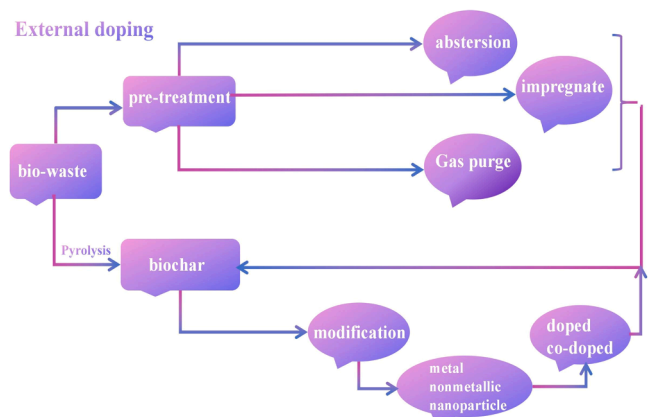 External doping
abstersion
pre-treatment
impregnate
bio-waste
Gas purge
Pyrolysis
biochar
modification
doped
co-doped
metal
nonmetallic
nanoparticle